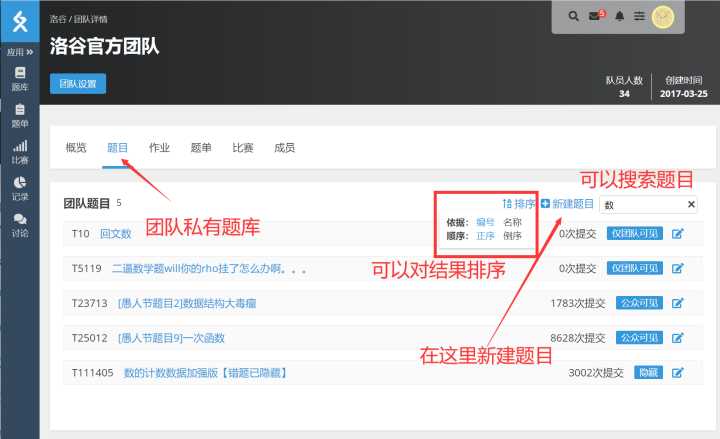 洛谷 / 团队详情
5
洛谷官方团队
应用
题库
题单
比赛
记录
讨论
团队设置
队员人数
34
创建时间
2017-03-25
概览 题目 作业 题单 比赛 成员
可以搜索题目
团队题目 5
排序 新建题目 数
依据： 编号 名称
顺序： 正序 倒序
团队私有题库
T10 回文数 0次提交 仅团队可见
可以对结果排序
T5119 二逼数学题will你的rho挂了怎么办啊。。。 0次提交 仅团队可见
T23713 [愚人节题目2]数据结构大毒瘤 1783次提交 公众可见
T25012 [愚人节题目9]一次函数 8628次提交 公众可见
在这里新建题目
T111405 数的计数数据加强版【错题已隐藏】 3002次提交 隐藏